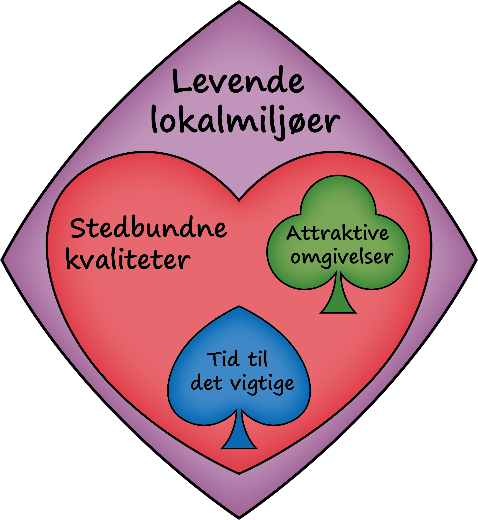 Levende
lokalmiljøer
Stedbundne
kvaliteter
Attraktive
omgivelser
Tid til
det vigtige